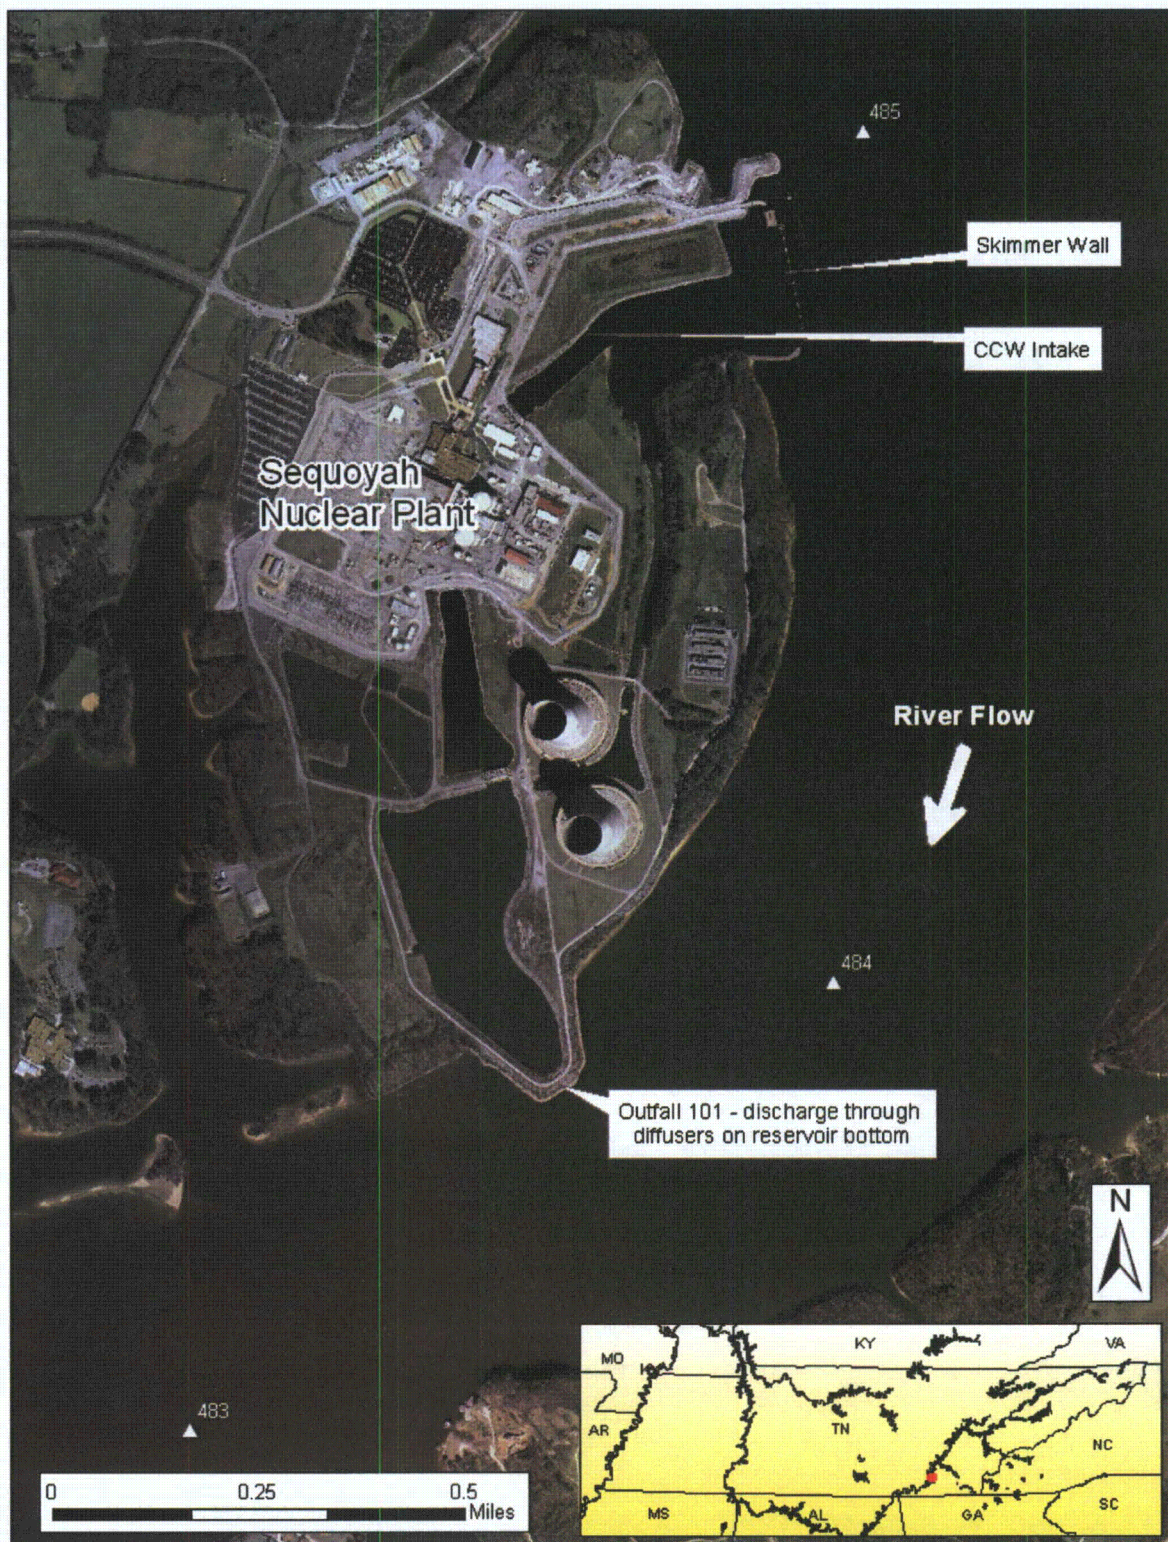 485
Skimmer Wall
CCW Intake
Sequoyah
Nuclear Plant
River Flow
484
Outfall 101 - discharge through
diffusers on reservoir bottom
N
MO
KY
VA
AR
TN
NC
MS
AL
GA
SC
483
0
0.25
0.5
Miles